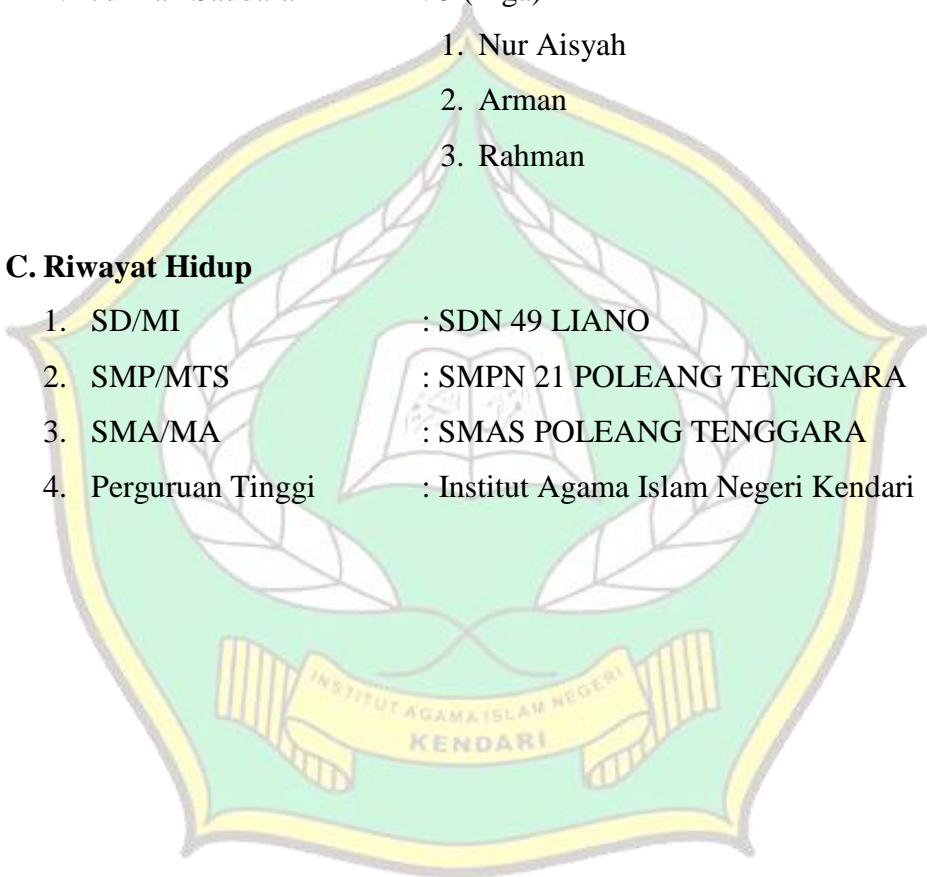 1. Nur Aisyah
2. Arman
3. Rahman
C. Riwayat Hidup
1. SD/MI : SDN 49 LIANO
2. SMP/MTS : SMPN 21 POLEANG TENGGARA
3. SMA/MA : SMAS POLEANG TENGGARA
4. Perguruan Tinggi : Institut Agama Islam Negeri Kendari
INSTITUT AGAMA ISLAM NEGERI
KENDARI